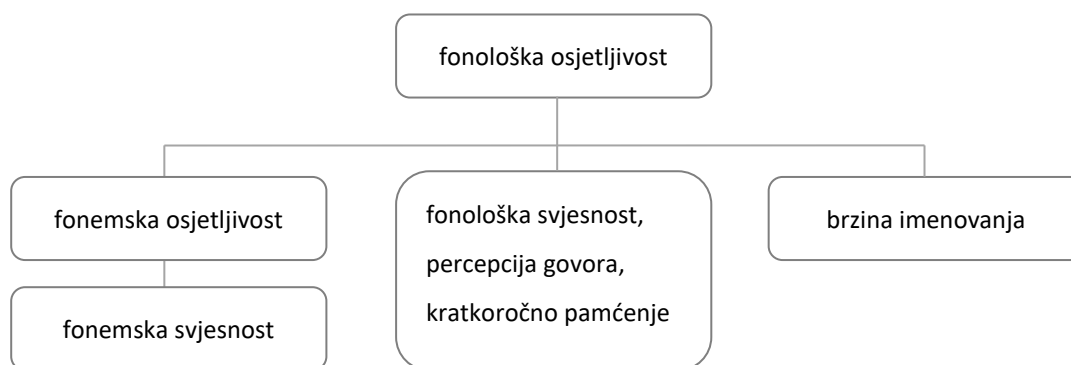 fonološka osjetljivost
fonemska osjetljivost
fonološka svjesnost,
percepcija govora,
kratkoročno pamćenje
brzina imenovanja
fonemska svjesnost